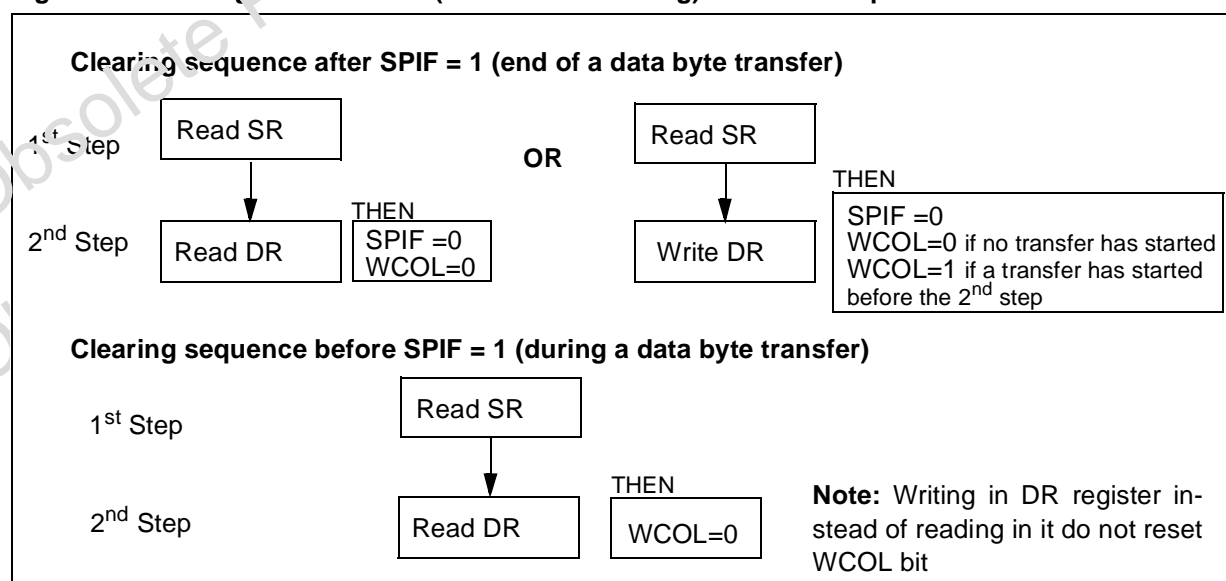 Clearing sequence after SPIF = 1 (end of a data byte transfer)
1st Step
Read SR
OR
Read SR
THEN
2nd Step
Read DR
THEN
SPIF =0
WCOL=0
Write DR
SPIF =0
WCOL=0 if no transfer has started
WCOL=1 if a transfer has started
before the 2nd step
Clearing sequence before SPIF = 1 (during a data byte transfer)
1st Step
Read SR
2nd Step
Read DR
THEN
WCOL=0
Note: Writing in DR register in-
stead of reading in it do not reset
WCOL bit
Obsolete